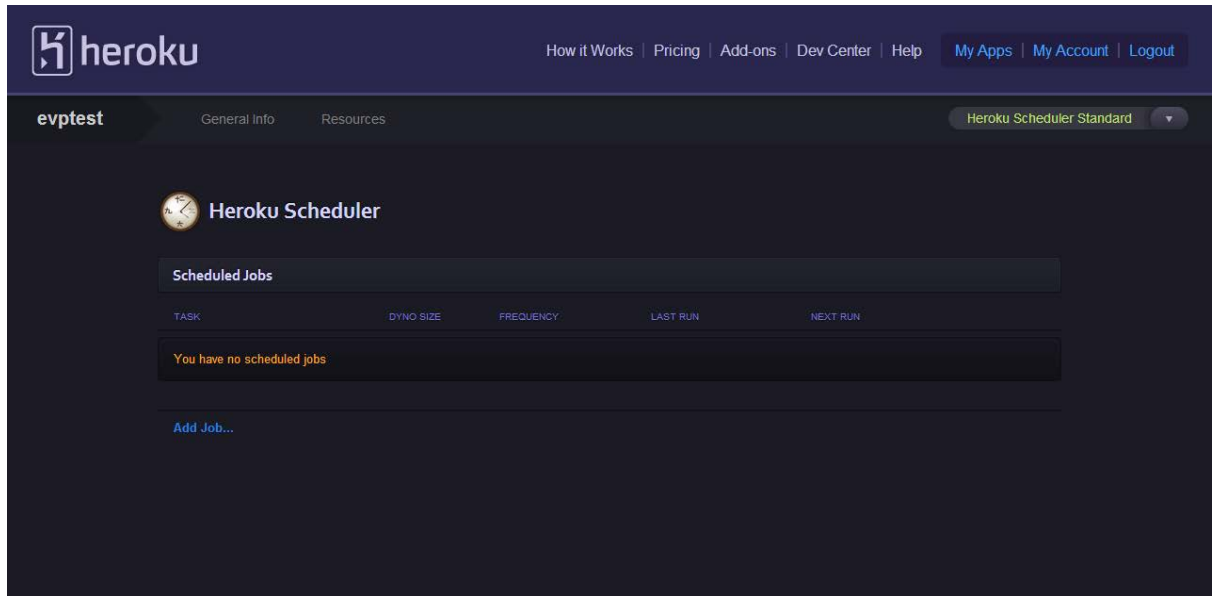 heroku
How it Works | Pricing | Add-ons | Dev Center | Help My Apps | My Account | Logout
evptest General Info Resources Heroku Scheduler Standard
Heroku Scheduler
Scheduled Jobs
TASK DYNO SIZE FREQUENCY LAST RUN NEXT RUN
You have no scheduled jobs
Add Job...